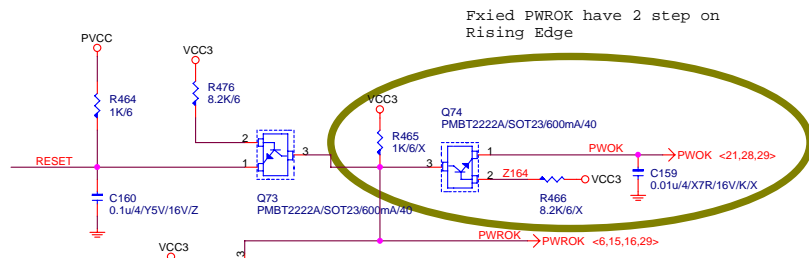 Fxied PWROK have 2 step on
Rising Edge
PVCC
VCC3
R464
1K/6
R476
8.2K/6
VCC3
Q74
PMBT2222A/SOT23/600mA/40
R465
1K/6/X
2
3
1
RESET
1
3
PWOK
PWOK <21,28,29>
2
Z164
VCC3
C159
0.01u/4/X7R/16V/K/X
R466
8.2K/6/X
C160
0.1u/4/Y5V/16V/Z
Q73
PMBT2222A/SOT23/600mA/40
VCC3
3
PWROK
PWROK <6,15,16,29>